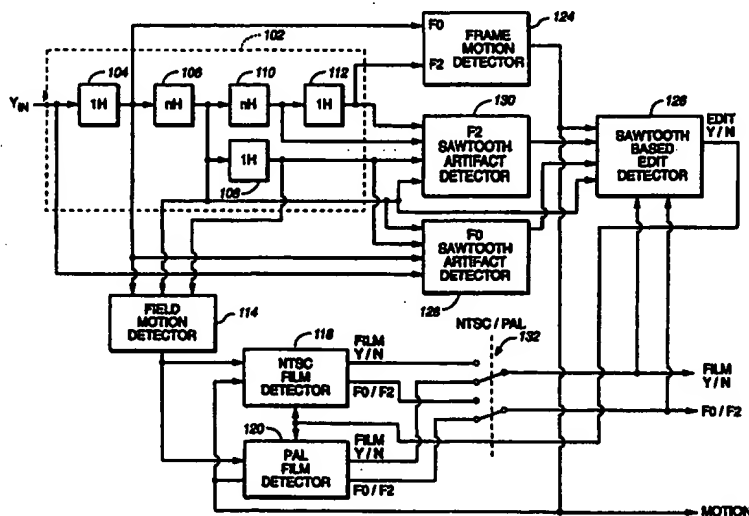 102
124
F0
FRAME
MOTION
DETECTOR
F2
104
106
110
112
YIN
1H
nH
nH
1H
130
126
F2
SAWTOOTH
ARTIFACT
DETECTOR
SAWTOOTH
BASED
EDIT
DETECTOR
EDIT
Y / N
1H
108
F0
SAWTOOTH
ARTIFACT
DETECTOR
128
FIELD
MOTION
DETECTOR
114
NTSC / PAL
132
118
FILM
Y / N
NTSC
FILM
DETECTOR
F0 / F2
FILM
Y / N
F0 / F2
120
PAL
FILM
DETECTOR
FILM
Y / N
F0 / F2
MOTION